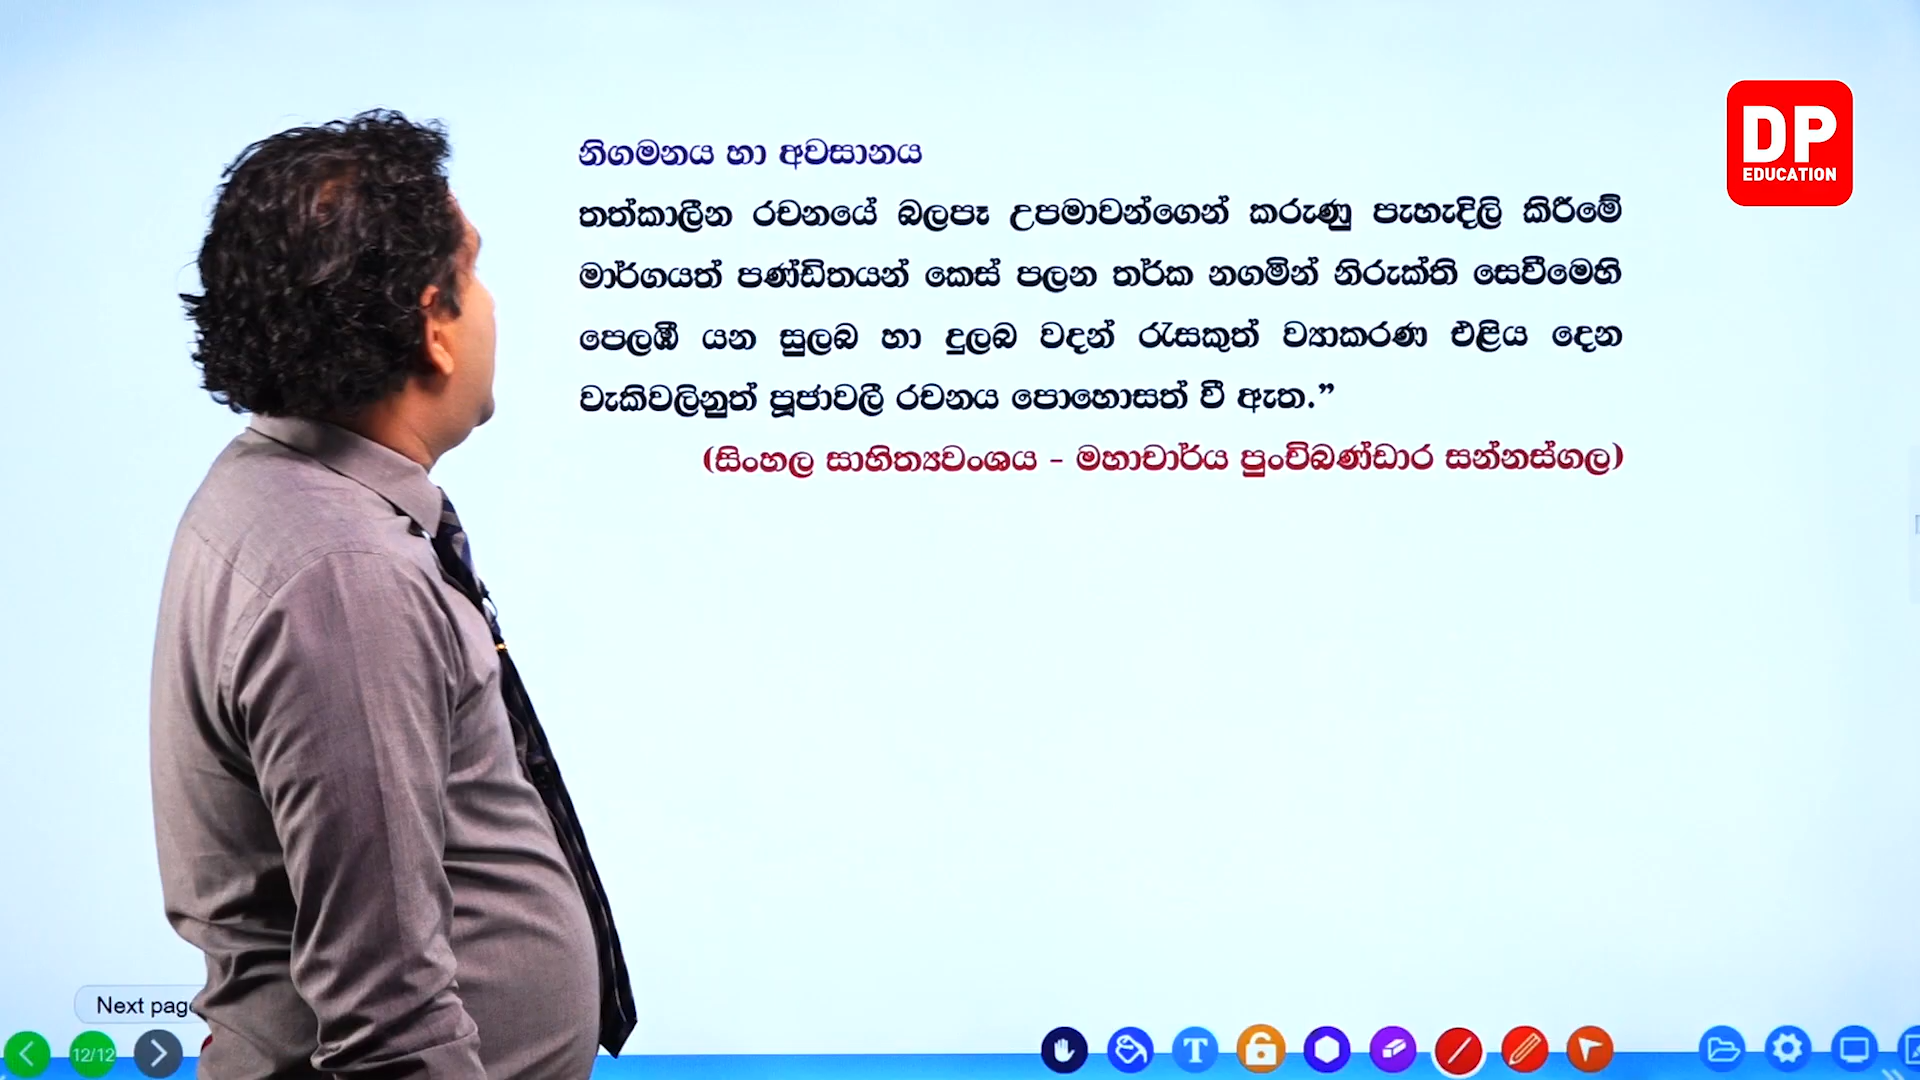 නිගමනය හා අවසානය
තත්කාලීන රචනයේ බලපෑ උපමාවන්ගෙන් කරුණු පැහැදිලි කිරීමේ
මාර්ගයත් පණ්ඩිතයන් කෙස් පලන තර්ක නගමින් නිරුක්ති සෙවීමෙහි
පෙලඹී යන සුලබ හා දුලබ වදන් රැසකුත් ව්‍යාකරණ එළිය දෙන
වැකිවලිනුත් පූජාවලී රචනය පොහොසත් වී ඇත.”
(සිංහල සාහිත්‍යවංශය - මහාචාර්ය පුංචිබණ්ඩාර සන්නස්ගල)
DP
EDUCATION
Next page
12/12
T